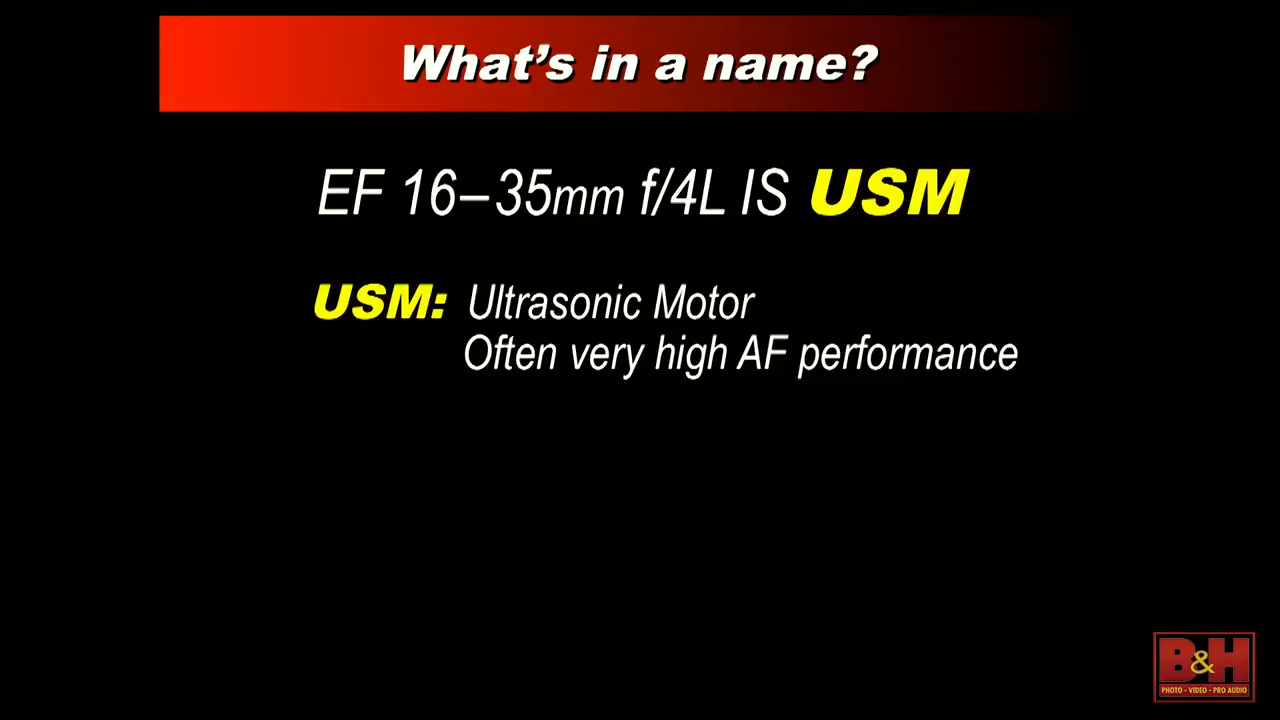 What's in a name?
EF 16–35mm f/4L IS USM
USM: Ultrasonic Motor
Often very high AF performance
B&H
PHOTO - VIDEO - PRO AUDIO